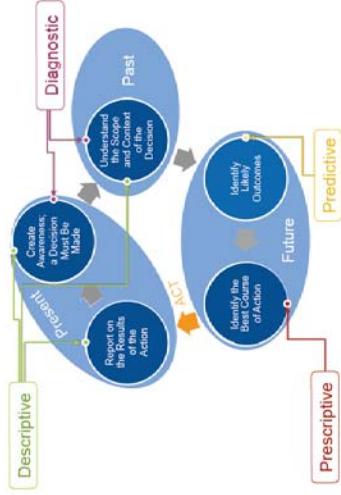 Descriptive
Diagnostic
Present
Create
Awareness;
a Decision
Must Be
Made
Past
Understand
the Scope
and Context
of the
Decision
Report on
the Results
of the
Action
ACT
Identify the
Best Course
of Action
Identify
Likely
Outcomes
Future
Prescriptive
Predictive